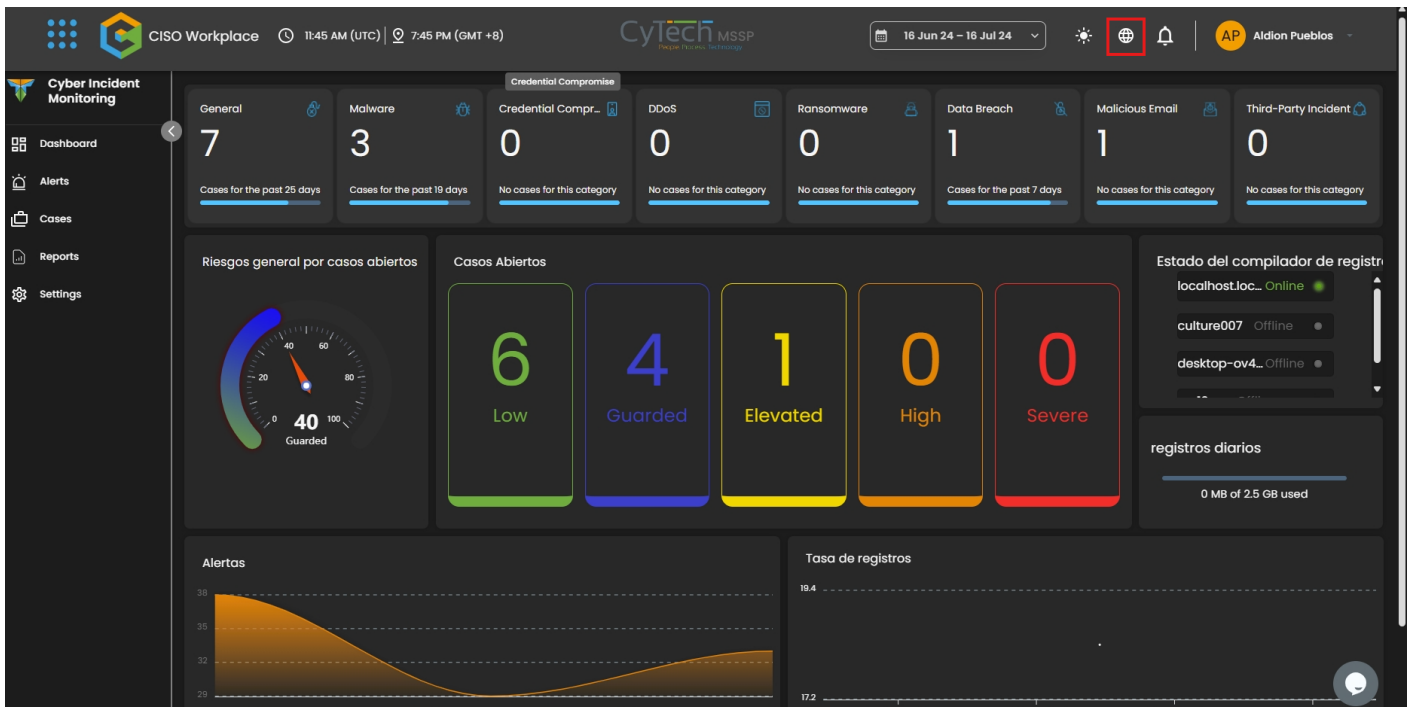 CISO Workplace 11:45 AM (UTC) 7:45 PM (GMT +8)
CyTech MSSP
People Process Technology
16 Jun 24 – 16 Jul 24
AP Aldion Pueblos
Cyber Incident
Monitoring
Dashboard
Alerts
Cases
Reports
Settings
Credential Compromise
General
7
Cases for the past 25 days
Malware
3
Cases for the past 19 days
Credential Compr...
0
No cases for this category
DDoS
0
No cases for this category
Ransomware
0
No cases for this category
Data Breach
1
Cases for the past 7 days
Malicious Email
1
No cases for this category
Third-Party Incident
0
No cases for this category
Riesgos general por casos abiertos
0
20
40
60
80
100
40
Guarded
Casos Abiertos
6
Low
4
Guarded
1
Elevated
0
High
0
Severe
Estado del compilador de registr
localhost.loc... Online
culture007 Offline
desktop-ov4... Offline
registros diarios
0 MB of 2.5 GB used
Alertas
38
35
32
29
Tasa de registros
19.4
17.2